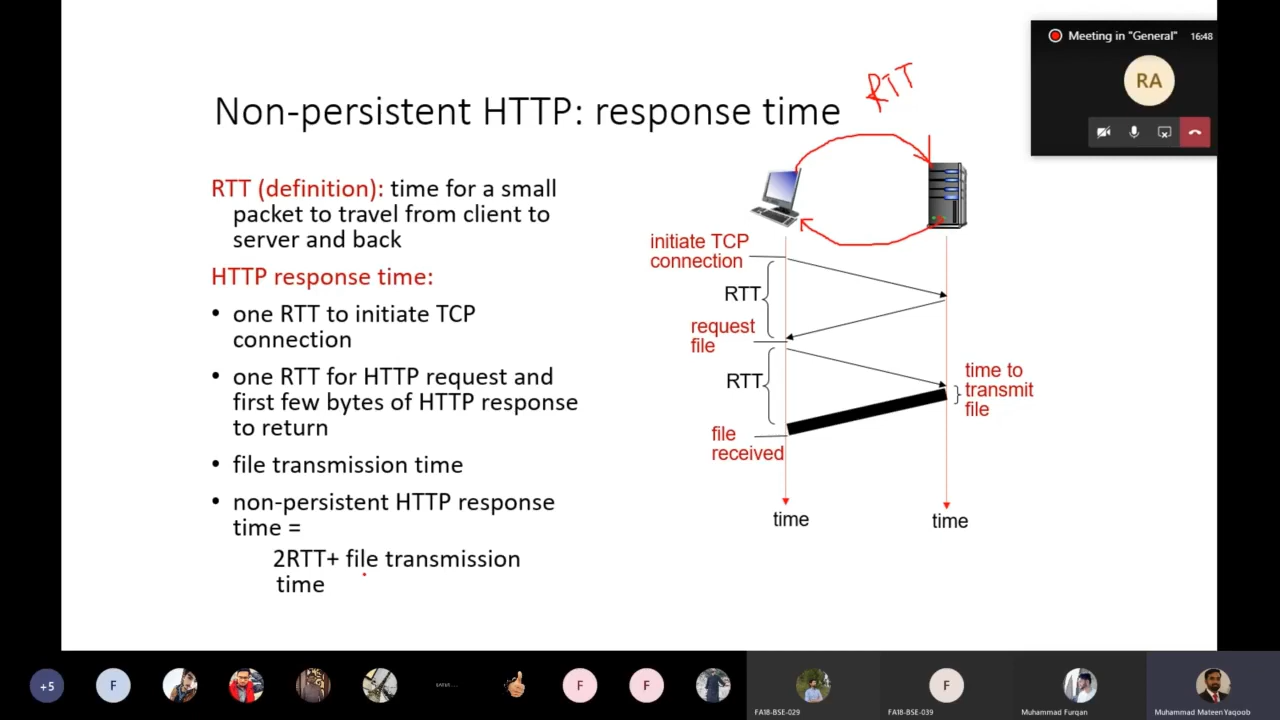 Meeting in "General"
16:48
RA
RTT
Non-persistent HTTP: response time
RTT (definition): time for a small
packet to travel from client to
server and back
HTTP response time:
• one RTT to initiate TCP
connection
• one RTT for HTTP request and
first few bytes of HTTP response
to return
• file transmission time
• non-persistent HTTP response
time =
2RTT+ file transmission
time
initiate TCP
connection
RTT
request
file
RTT
time to
transmit
file
file
received
time
time
+5
F
F
F
F
FA18-BSE-029
FA18-BSE-039
Muhammad Furqan
Muhammad Mateen Yaqoob